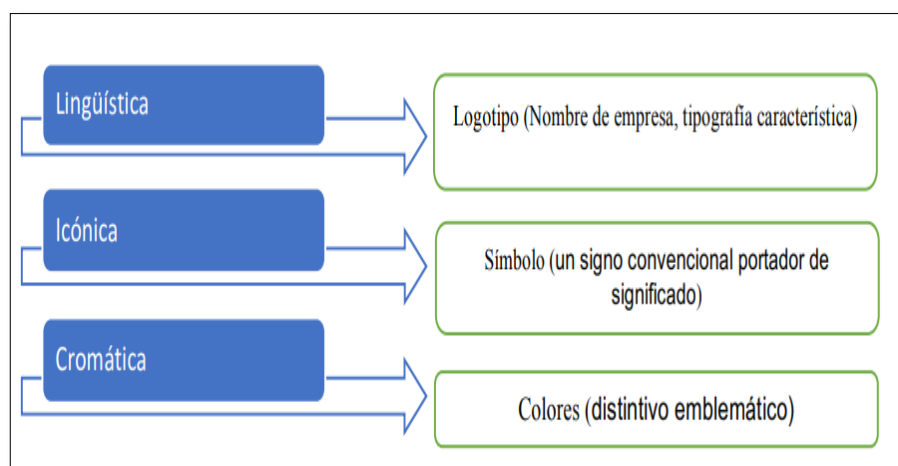 Lingüística
Logotipo (Nombre de empresa, tipografía característica)
Icónica
Símbolo (un signo convencional portador de
significado)
Cromática
Colores (distintivo emblemático)